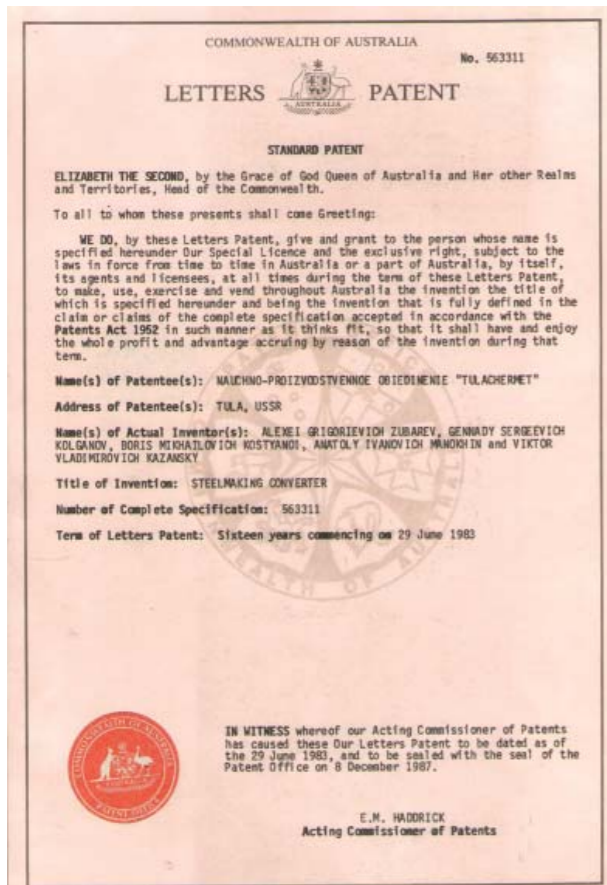 COMMONWEALTH OF AUSTRALIA
No. 563311
LETTERS PATENT
AUSTRALIA
STANDARD PATENT
ELIZABETH THE SECOND, by the Grace of God Queen of Australia and Her other Realms
and Territories, Head of the Commonwealth.
To all to whom these presents shall come Greeting:
WE DO, by these Letters Patent, give and grant to the person whose name is
specified hereunder Our Special Licence and the exclusive right, subject to the
laws in force from time to time in Australia or a part of Australia, by itself,
its agents and licensees, at all times during the term of these Letters Patent,
to make, use, exercise and vend throughout Australia the invention the title of
which is specified hereunder and being the invention that is fully defined in the
claim or claims of the complete specification accepted in accordance with the
Patents Act 1952 in such manner as it thinks fit, so that it shall have and enjoy
the whole profit and advantage accruing by reason of the invention during that
term.
Name(s) of Patentee(s): NAUCHNO-PROIZVODSTVENNOE OBIEDINENIE "TULACHERMET"
Address of Patentee(s): TULA, USSR
Name(s) of Actual Inventor(s): ALEXEI GRIGORIEVICH ZUBAREV, GENNADY SERGEEVICH
KOLGANOV, BORIS MIKHAILOVICH KOSTYANOI, ANATOLY IVANOVICH MANOKHIN and VIKTOR
VLADIMIROVICH KAZANSKY
Title of Invention: STEELMAKING CONVERTER
Number of Complete Specification: 563311
Term of Letters Patent: Sixteen years commencing on 29 June 1983
IN WITNESS whereof our Acting Commissioner of Patents
has caused these Our Letters Patent to be dated as of
the 29 June 1983, and to be sealed with the seal of the
Patent Office on 8 December 1987.
E.M. HADDRICK
Acting Commissioner of Patents
COMMONWEALTH OF AUSTRALIA
PATENT OFFICE